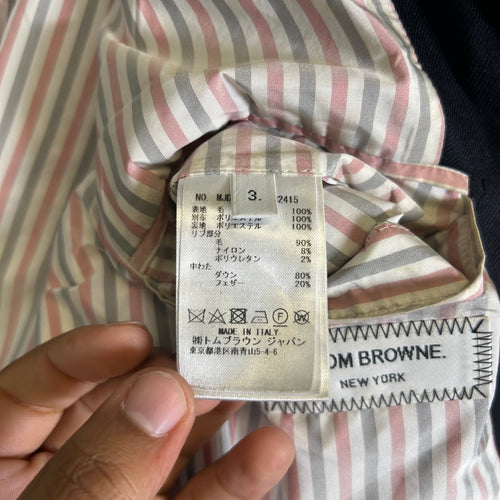 NO. 3. 2415
表地 毛 100%
別布 ポリエステル 100%
裏地 ポリエステル 100%
リブ部分
毛 90%
ナイロン 8%
ポリウレタン 2%
中わた
ダウン 80%
フェザー 20%
MADE IN ITALY
㈱トムブラウン ジャパン
東京都港区南青山5-4-6
OM BROWNE.
NEW YORK